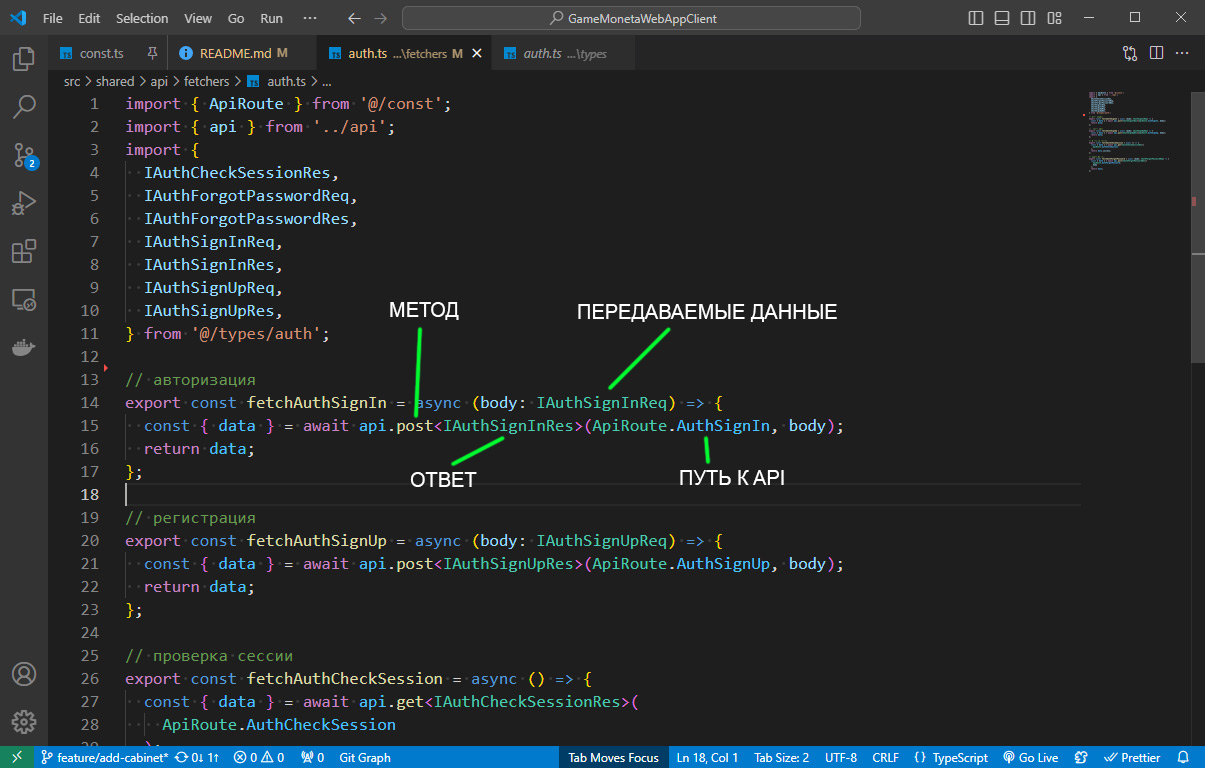 File Edit Selection View Go Run ··· GameMonetaWebAppClient
const.ts README.md M auth.ts ...\fetchers M auth.ts ...\types
src > shared > api > fetchers > auth.ts > ...
1 import { ApiRoute } from '@/const';
2 import { api } from '../api';
3 import {
4 IAuthCheckSessionRes,
5 IAuthForgotPasswordReq,
6 IAuthForgotPasswordRes,
7 IAuthSignInReq,
8 IAuthSignInRes,
9 IAuthSignUpReq,
10 IAuthSignUpRes,
МЕТОД ПЕРЕДАВАЕМЫЕ ДАННЫЕ
11 } from '@/types/auth';
12
13 // авторизация
14 export const fetchAuthSignIn = async (body: IAuthSignInReq) => {
15 const { data } = await api.post<IAuthSignInRes>(ApiRoute.AuthSignIn, body);
16 return data;
17 };
ОТВЕТ ПУТЬ К API
18
19 // регистрация
20 export const fetchAuthSignUp = async (body: IAuthSignUpReq) => {
21 const { data } = await api.post<IAuthSignUpRes>(ApiRoute.AuthSignUp, body);
22 return data;
23 };
24
25 // проверка сессии
26 export const fetchAuthCheckSession = async () => {
27 const { data } = await api.get<IAuthCheckSessionRes>(
28 ApiRoute.AuthCheckSession
2
feature/add-cabinet* 0↓ 1↑ 0 0 0 Git Graph Tab Moves Focus Ln 18, Col 1 Tab Size: 2 UTF-8 CRLF {} TypeScript Go Live Prettier